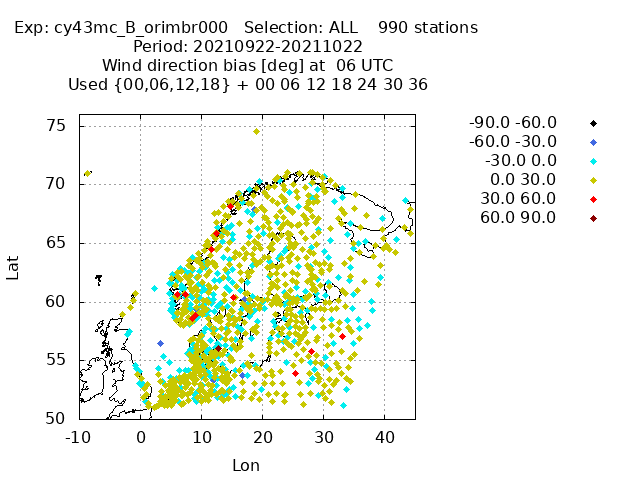 Exp: cy43mc_B_orimbr000   Selection: ALL    990 stations
Period: 20210922-20211022
Wind direction bias [deg] at  06 UTC
Used {00,06,12,18} + 00 06 12 18 24 30 36
-90.0 -60.0
-60.0 -30.0
-30.0 0.0
0.0 30.0
30.0 60.0
60.0 90.0
75
70
65
60
55
50
Lat
-10 0 10 20 30 40
Lon